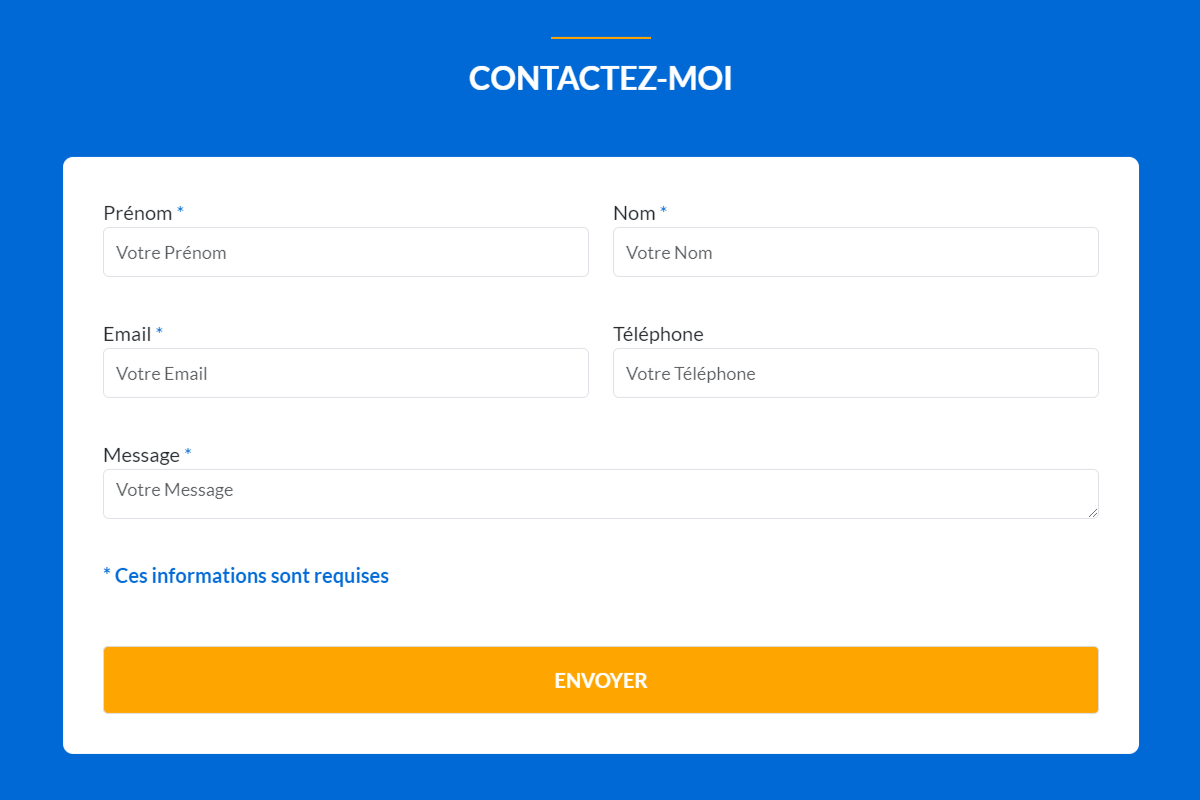 CONTACTEZ-MOI
Prénom *
Nom *
Votre Prénom
Votre Nom
Email *
Téléphone
Votre Email
Votre Téléphone
Message *
Votre Message
* Ces informations sont requises
ENVOYER